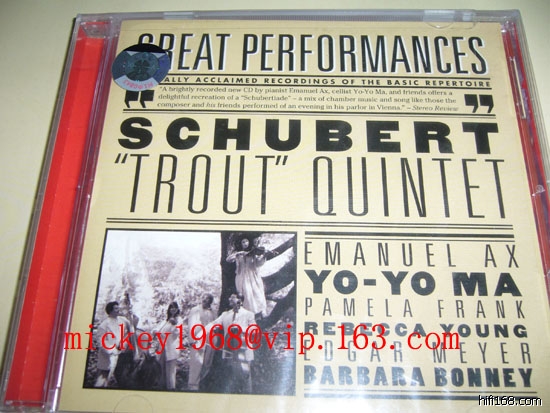 GREAT PERFORMANCES
ALLY ACCLAIMED RECORDINGS OF THE BASIC REPERTOIRE
"A brightly recorded new CD by pianist Emanuel Ax, cellist Yo-Yo Ma, and friends offers a
delightful recreation of a "Schubertiade" – a mix of chamber music and song like those the
composer and his friends performed of an evening in his parlor in Vienna." – Stereo Review
SCHUBERT
"TROUT" QUINTET
EMANUEL AX
YO-YO MA
PAMELA FRANK
REBECCA YOUNG
EDGAR MEYER
BARBARA BONNEY
mickey1968@vip.163.com
hifi168.com